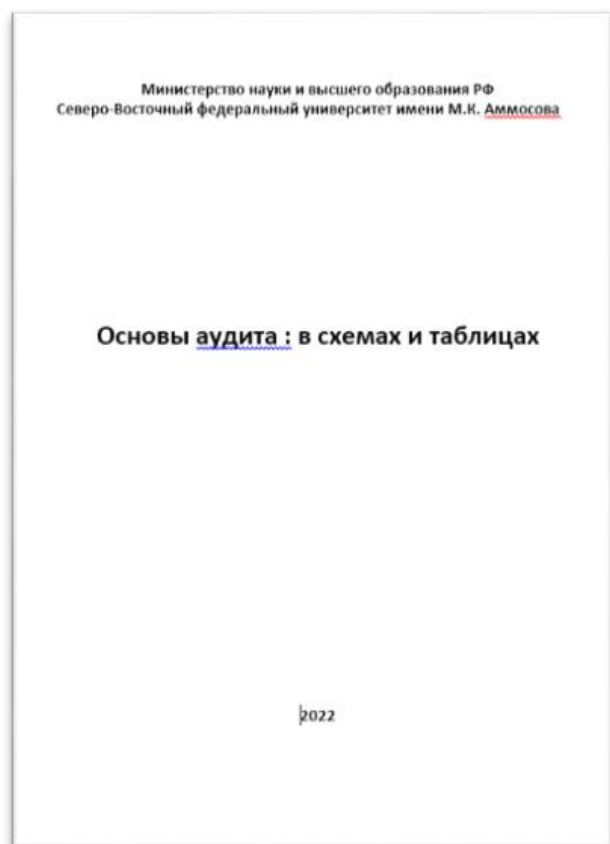 Министерство науки и высшего образования РФ
Северо-Восточный федеральный университет имени М.К. Аммосова
Основы аудита : в схемах и таблицах
2022